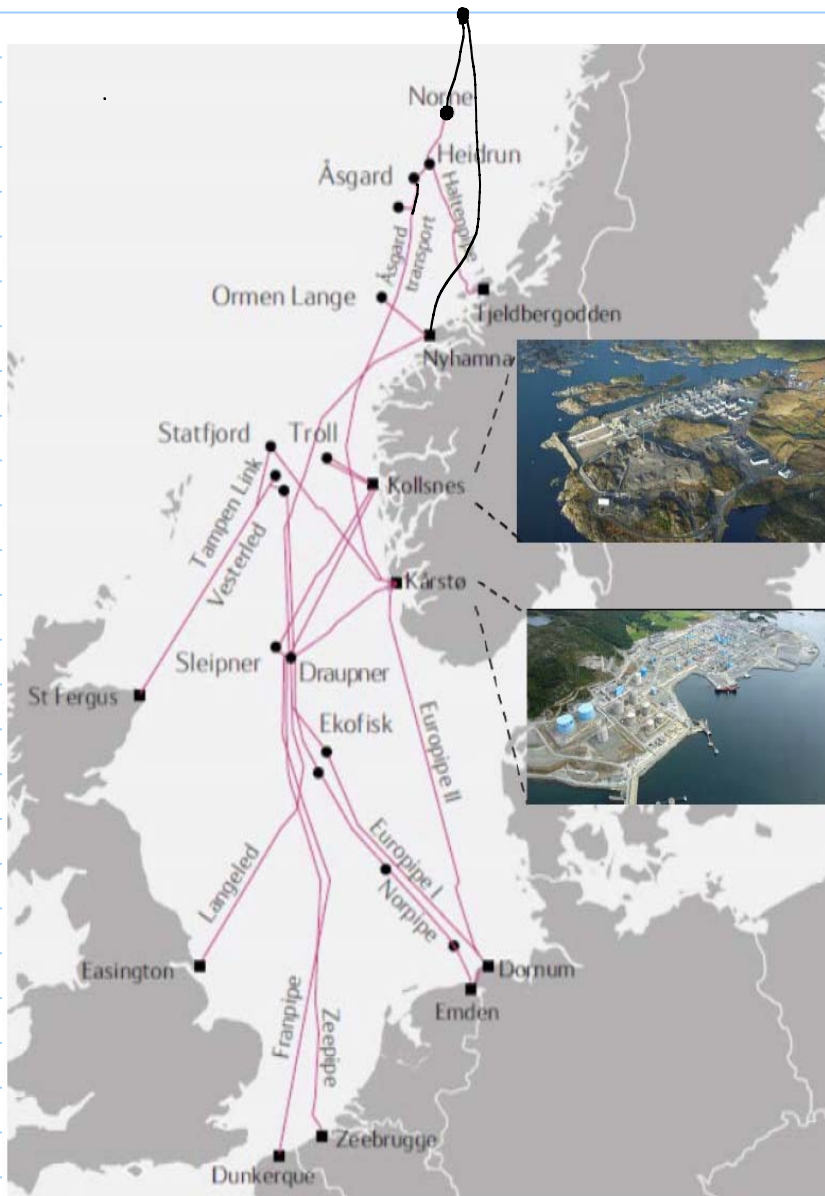 Norne
Heidrun
Åsgard
Haltenpipe
Åsgard
transport
Ormen Lange
Tjeldbergodden
Nyhamna
Statfjord
Troll
Kollsnes
Tampen Link
Vesterled
Kårstø
Sleipner
Draupner
St Fergus
Ekofisk
Europipe II
Europipe I
Langeled
Norpipe
Easington
Dornum
Emden
Franpipe
Zeepipe
Zeebrugge
Dunkerque